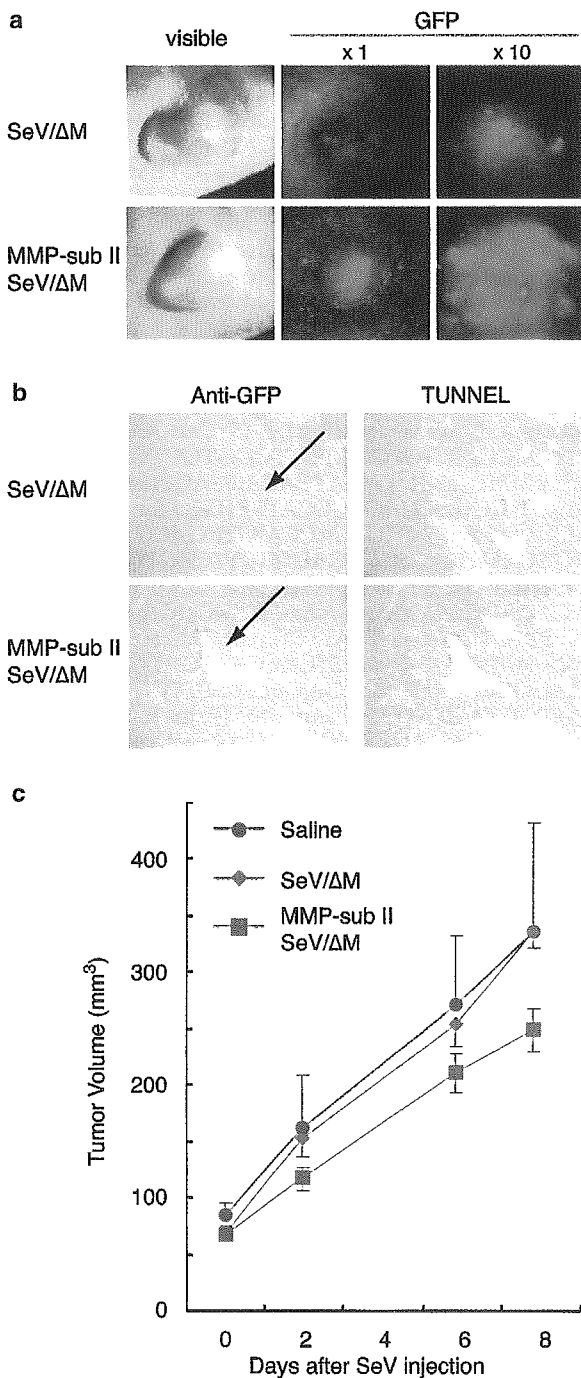 a
visible
GFP
x 1
x 10
SeV/ΔM
MMP-sub II
SeV/ΔM
b
Anti-GFP
TUNNEL
SeV/ΔM
MMP-sub II
SeV/ΔM
c
Saline
SeV/ΔM
MMP-sub II
SeV/ΔM
Tumor Volume (mm³)
400
300
200
100
0
0
2
4
6
8
Days after SeV injection